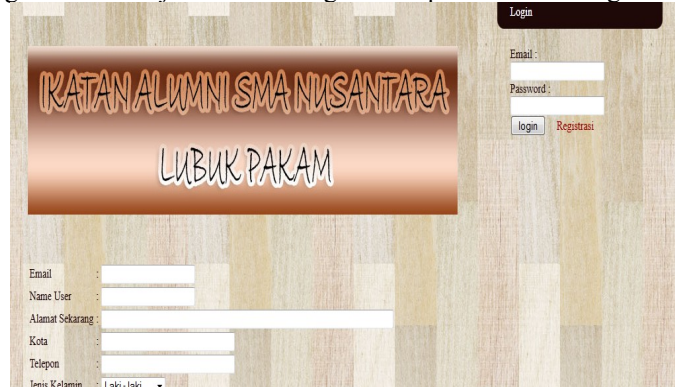 Login
IKATAN ALUMNI SMA NUSANTARA
LUBUK PAKAM
Email :
Password :
login Registrasi
Email :
Name User :
Alamat Sekarang :
Kota :
Telepon :
Jenis Kelamin : Laki-laki